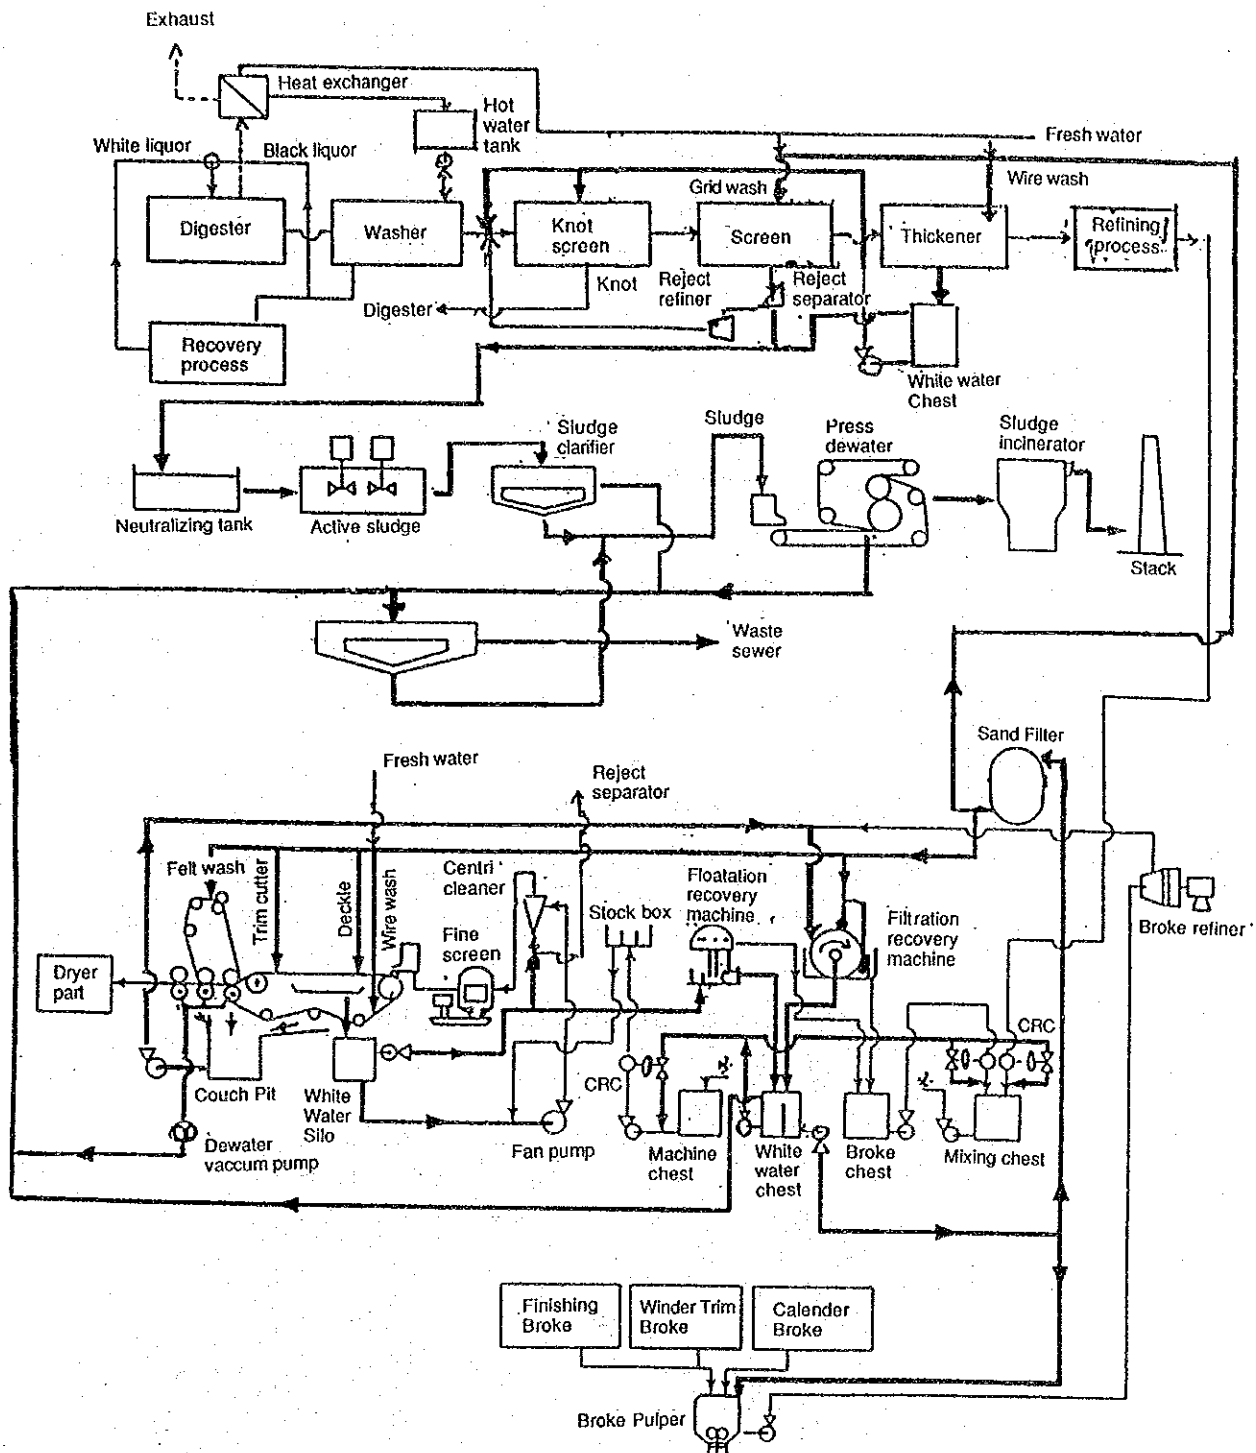 Exhaust
Heat exchanger
Hot
water
tank
White liquor
Black liquor
Fresh water
Grid wash
Wire wash
Digester
Washer
Knot
screen
Screen
Thickener
Refining
process
Knot
Reject
refiner
Reject
separator
Digester
Recovery
process
White water
Chest
Sludge
clarifier
Sludge
Press
dewater
Sludge
incinerator
Neutralizing tank
Active sludge
Stack
Waste
sewer
Sand Filter
Fresh water
Reject
separator
Felt wash
Trim cutter
Deckle
Wire wash
Centri
cleaner
Stock box
Floatation
recovery
machine
Filtration
recovery
machine
Broke refiner
Fine
screen
Dryer
part
CRC
CRC
Couch Pit
White
Water
Silo
Dewater
vaccum pump
Fan pump
Machine
chest
White
water
chest
Broke
chest
Mixing chest
Finishing
Broke
Winder Trim
Broke
Calender
Broke
Broke Pulper